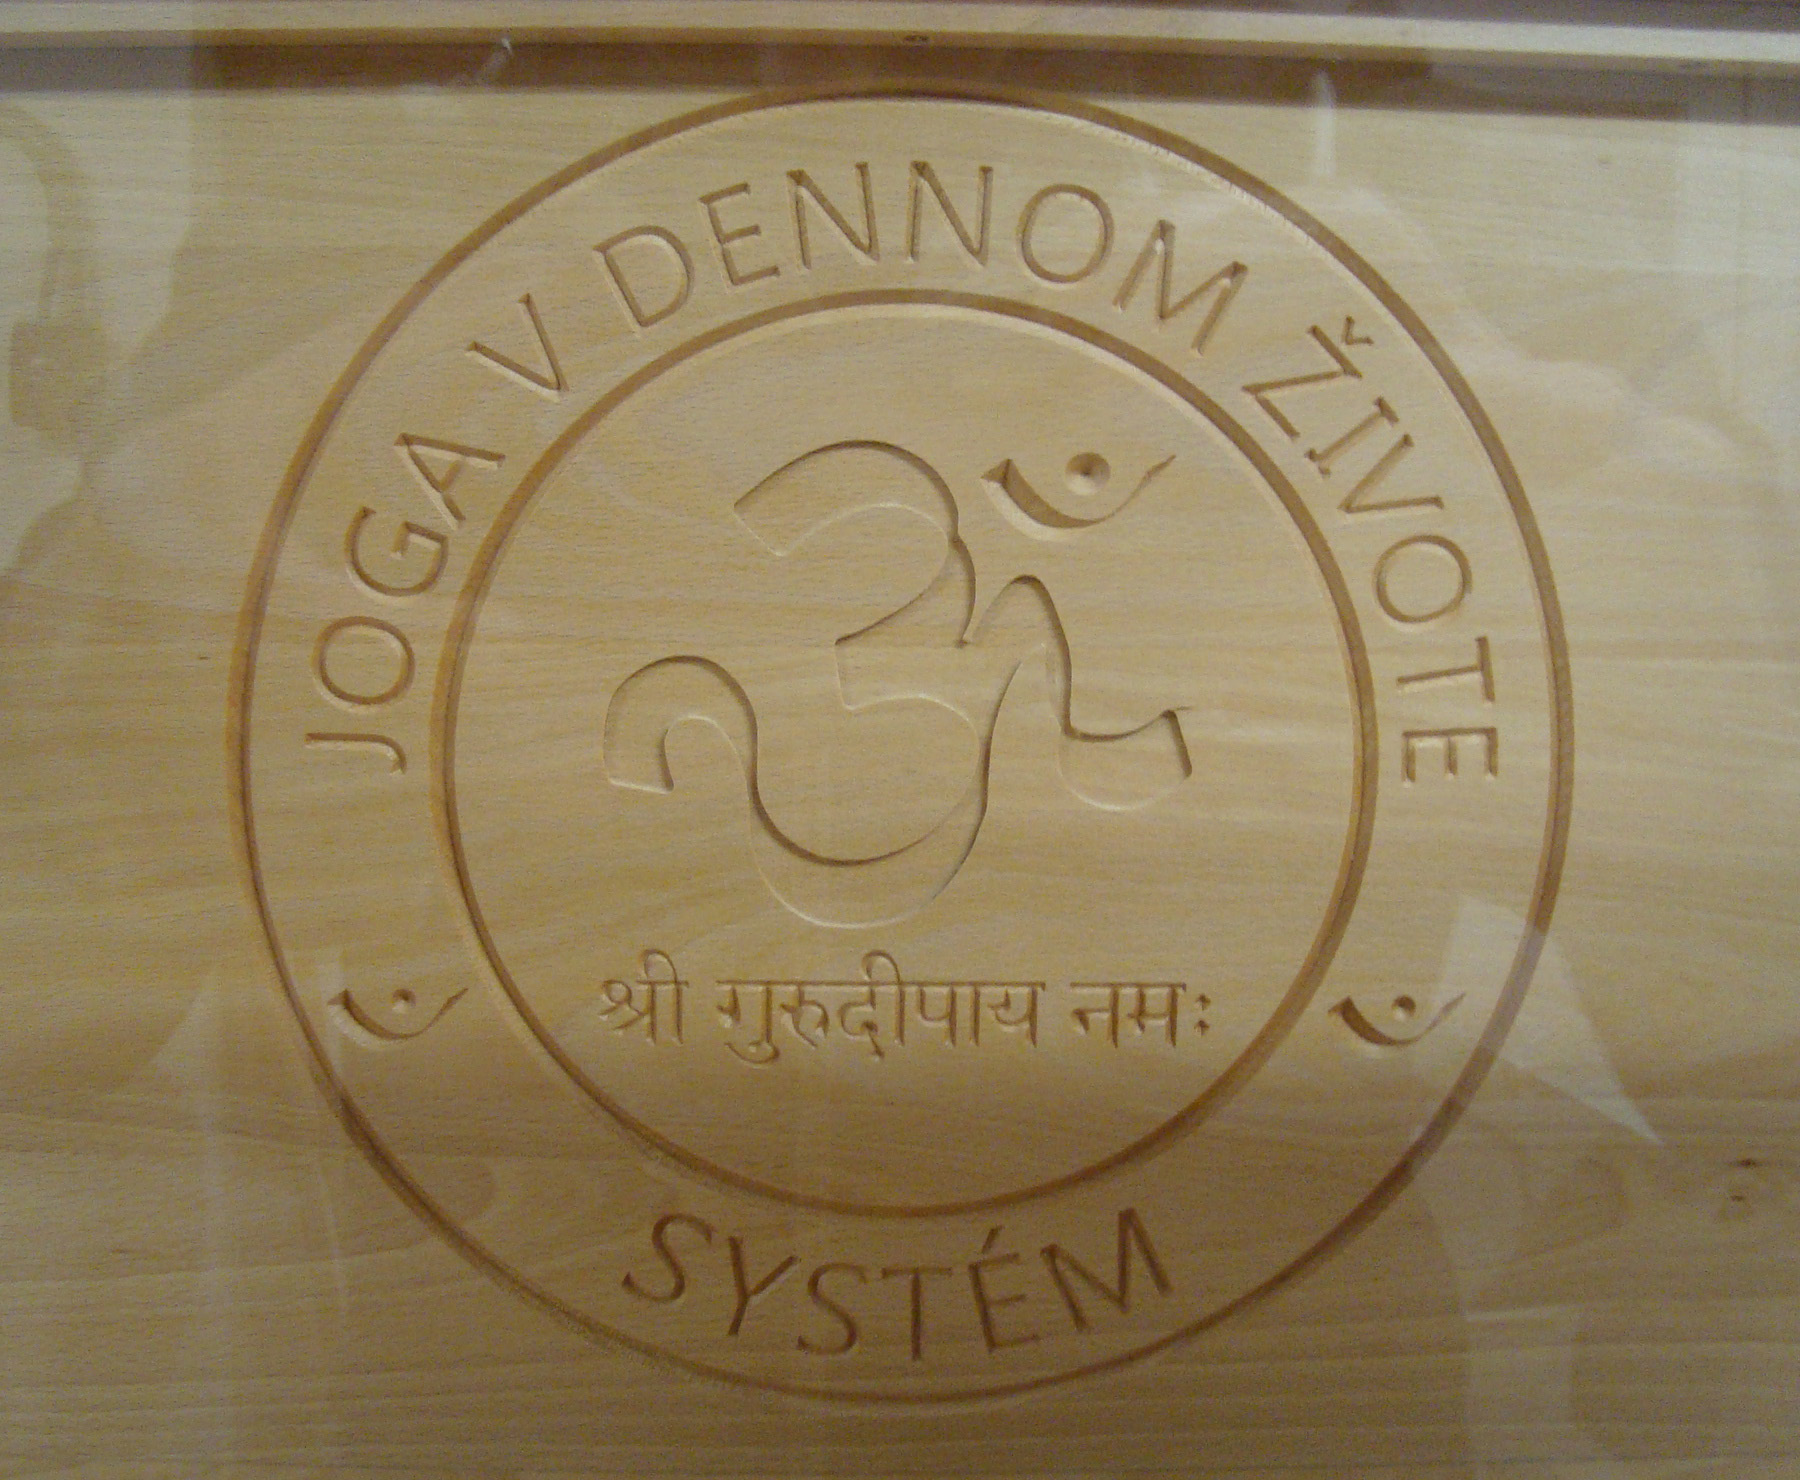 JOGA V DENNOM ŽIVOTE
ॐ
श्री गुरुदीपाय नमः
SYSTÉM